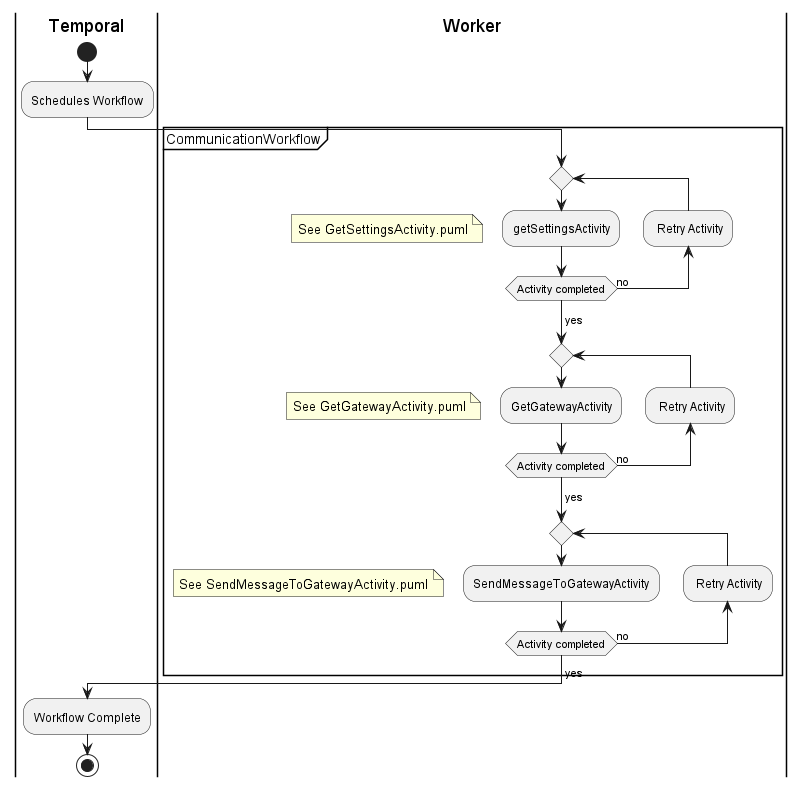 Temporal
Worker
Schedules Workflow
CommunicationWorkflow
See GetSettingsActivity.puml
getSettingsActivity
Retry Activity
Activity completed
no
yes
See GetGatewayActivity.puml
GetGatewayActivity
Retry Activity
Activity completed
no
yes
See SendMessageToGatewayActivity.puml
SendMessageToGatewayActivity
Retry Activity
Activity completed
no
yes
Workflow Complete